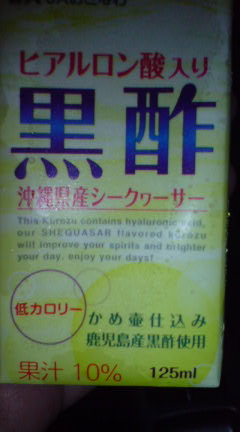 ヒアルロン酸入り
黒酢
沖縄県産シークヮーサー
This Kurozu contains hyaluronic acid,
our SHEQUASAR flavored kurozu
will improve your spirits and brighter
your day. enjoy your days!
低カロリー
かめ壷仕込み
鹿児島産黒酢使用
果汁 10%
125ml